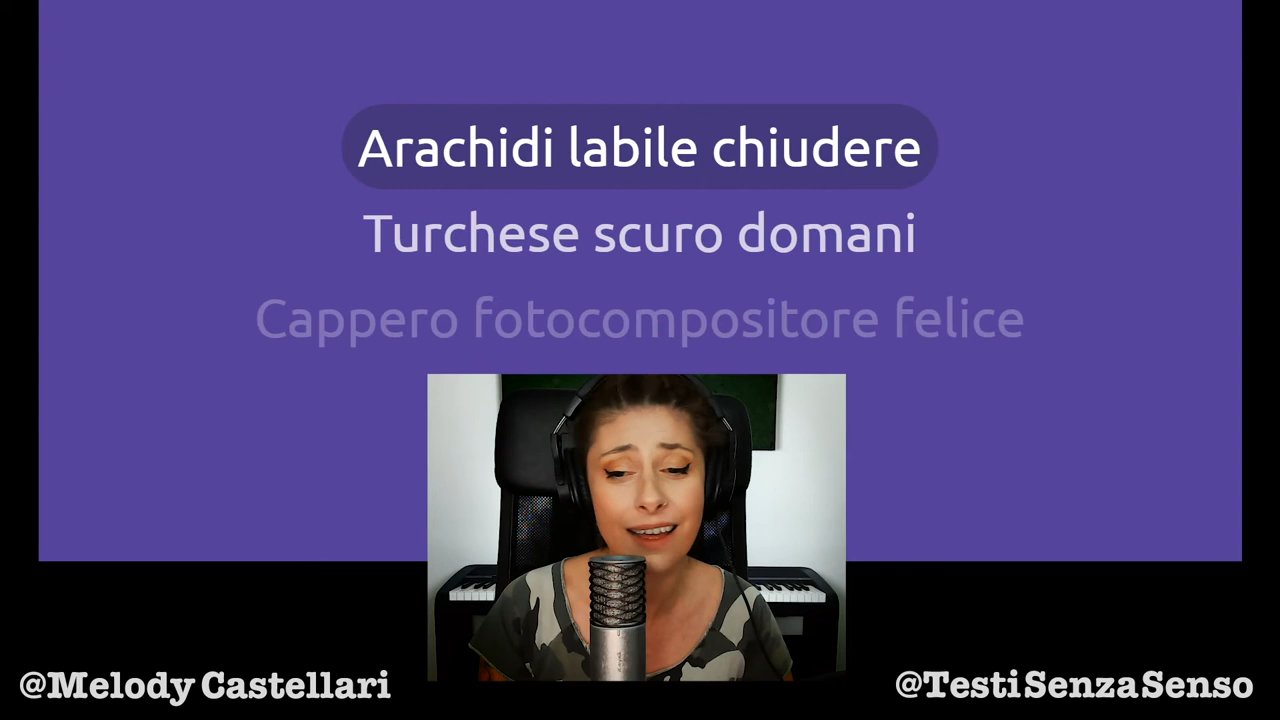 Arachidi labile chiudere
Turchese scuro domani
Cappero fotocompositore felice
@Melody Castellari
@TestiSenzaSenso